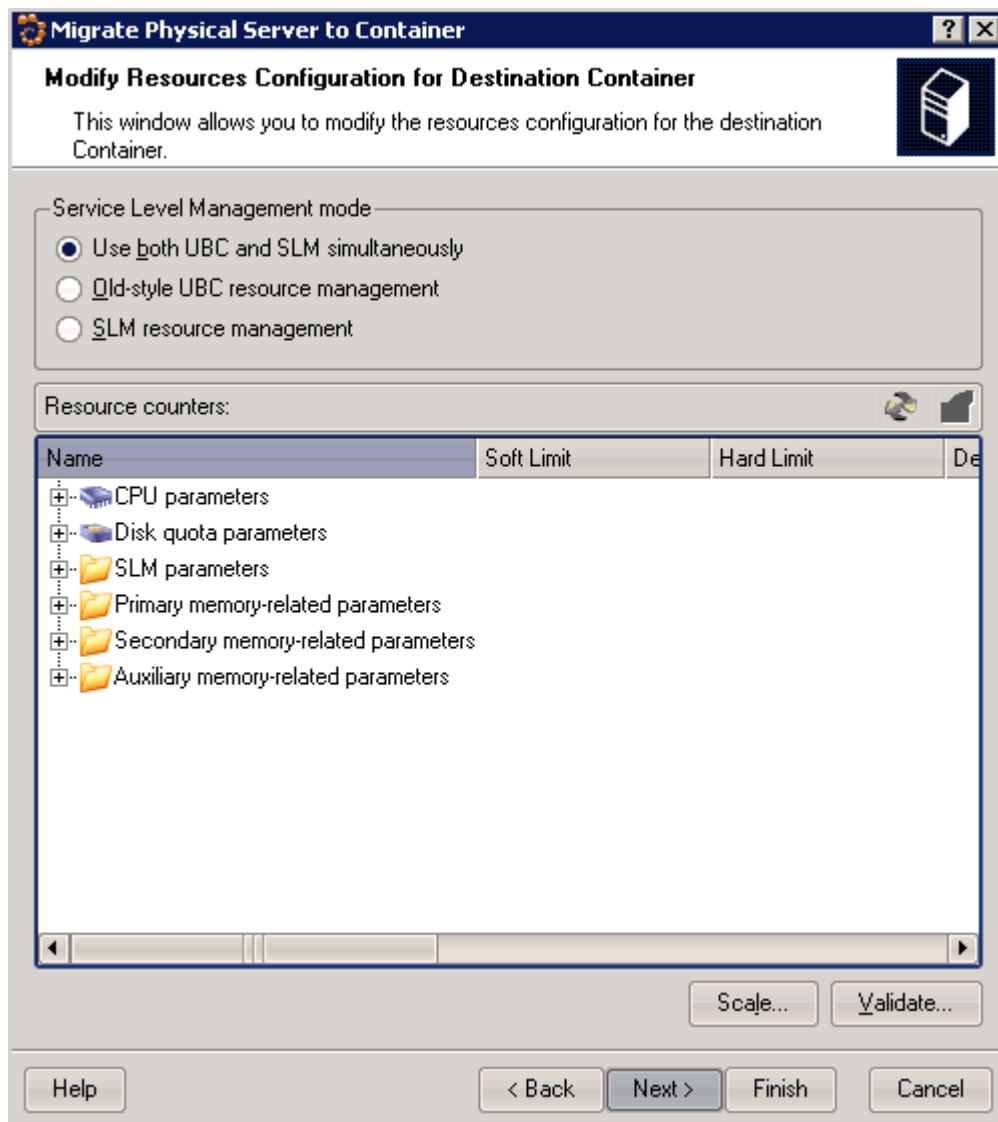 Migrate Physical Server to Container
Modify Resources Configuration for Destination Container
This window allows you to modify the resources configuration for the destination
Container.
Service Level Management mode
Use both UBC and SLM simultaneously
Old-style UBC resource management
SLM resource management
Resource counters:
Name Soft Limit Hard Limit De
CPU parameters
Disk quota parameters
SLM parameters
Primary memory-related parameters
Secondary memory-related parameters
Auxiliary memory-related parameters
Scale... Validate...
Help < Back Next > Finish Cancel